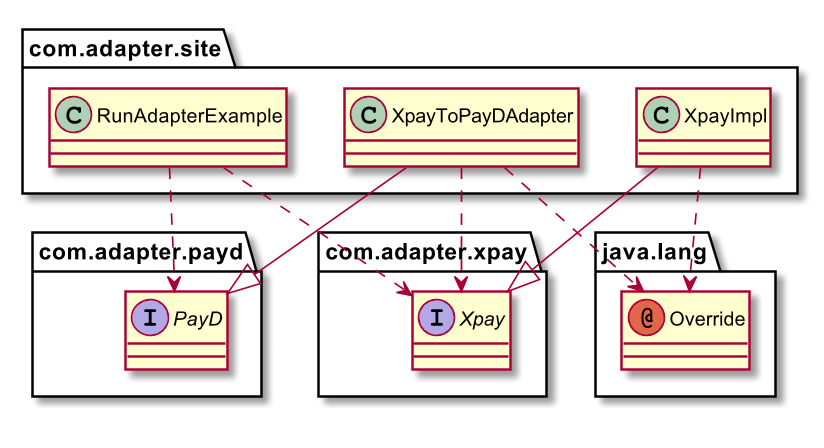 com.adapter.site
C RunAdapterExample
C XpayToPayDAdapter
C XpayImpl
com.adapter.payd
com.adapter.xpay
java.lang
I PayD
I Xpay
@ Override